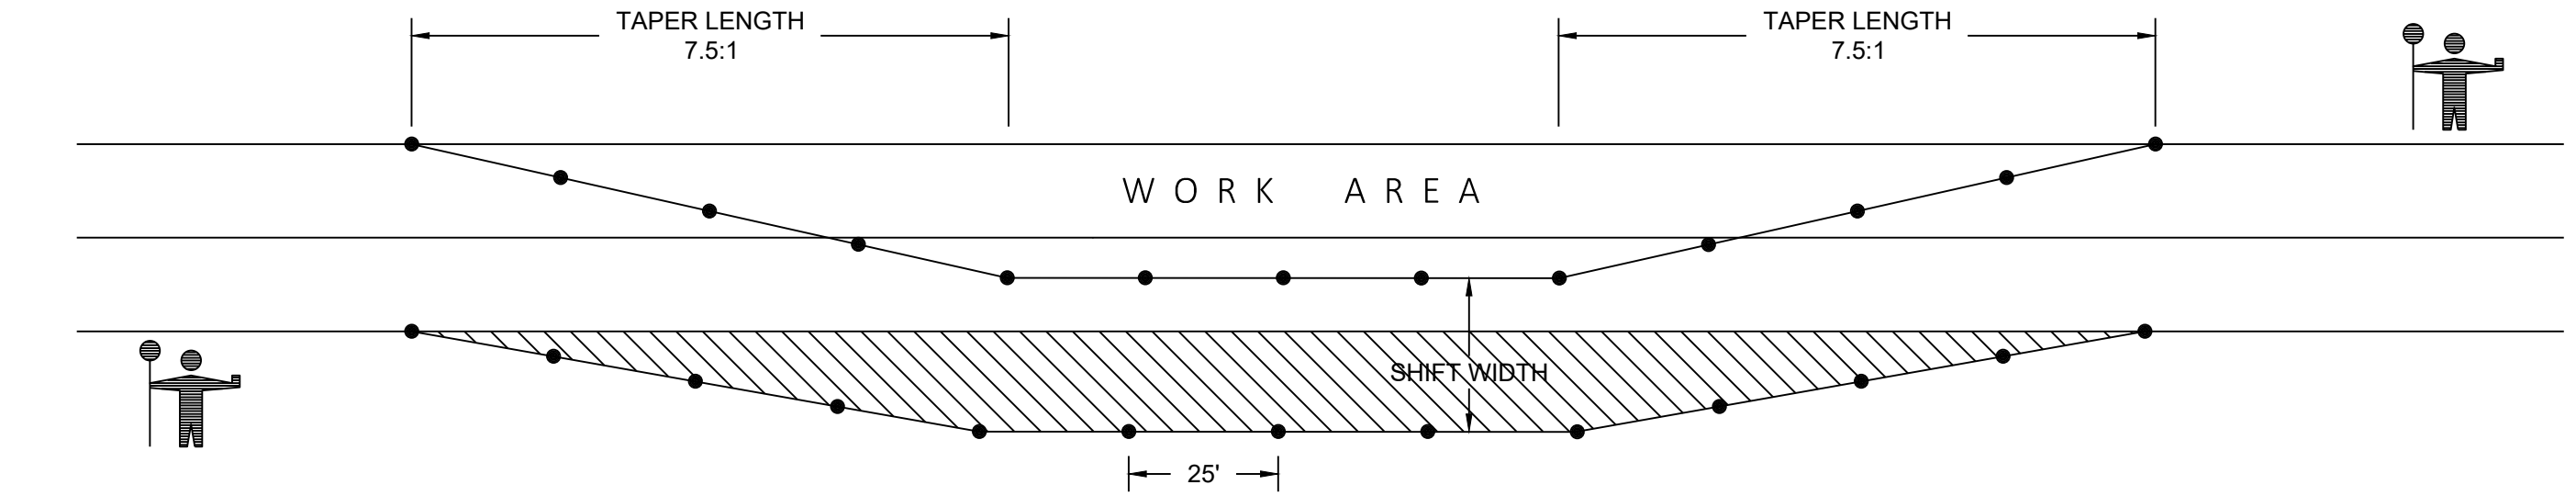 TAPER LENGTH
7.5:1
TAPER LENGTH
7.5:1
WORK AREA
SHIFT WIDTH
25'